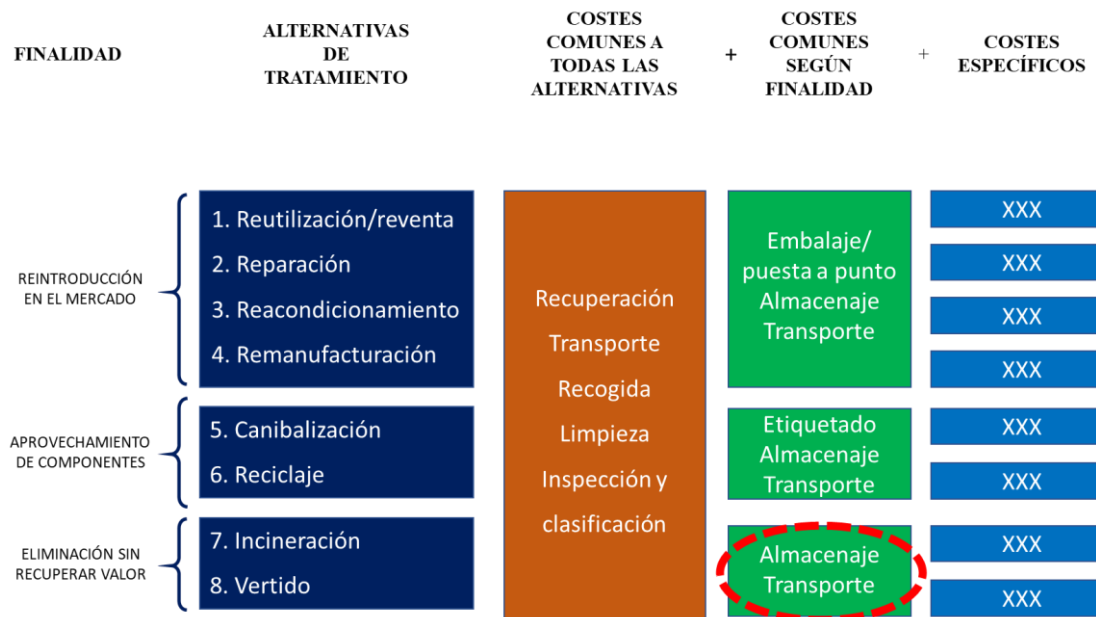 FINALIDAD
ALTERNATIVAS
DE
TRATAMIENTO
COSTES
COMUNES A
TODAS LAS
ALTERNATIVAS
+
COSTES
COMUNES
SEGÚN
FINALIDAD
+
COSTES
ESPECÍFICOS
REINTRODUCCIÓN
EN EL MERCADO
1. Reutilización/reventa
2. Reparación
3. Reacondicionamiento
4. Remanufacturación
APROVECHAMIENTO
DE COMPONENTES
5. Canibalización
6. Reciclaje
ELIMINACIÓN SIN
RECUPERAR VALOR
7. Incineración
8. Vertido
Recuperación
Transporte
Recogida
Limpieza
Inspección y
clasificación
Embalaje/
puesta a punto
Almacenaje
Transporte
Etiquetado
Almacenaje
Transporte
Almacenaje
Transporte
XXX
XXX
XXX
XXX
XXX
XXX
XXX
XXX